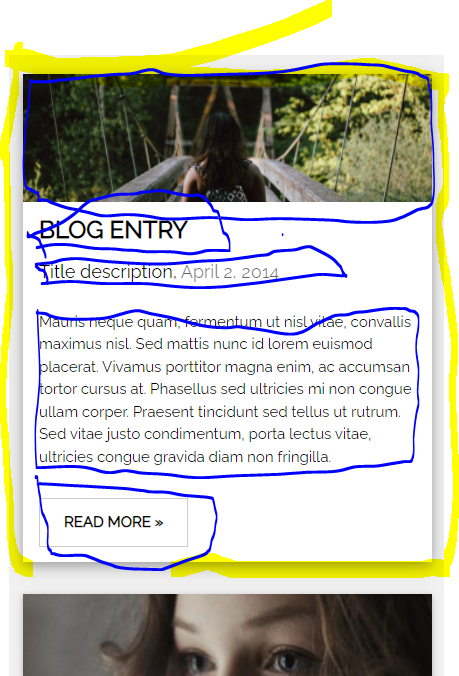 BLOG ENTRY
Title description, April 2, 2014
Mauris neque quam, fermentum ut nisl vitae, convallis
maximus nisl. Sed mattis nunc id lorem euismod
placerat. Vivamus porttitor magna enim, ac accumsan
tortor cursus at. Phasellus sed ultricies mi non congue
ullam corper. Praesent tincidunt sed tellus ut rutrum.
Sed vitae justo condimentum, porta lectus vitae,
ultricies congue gravida diam non fringilla.
READ MORE »